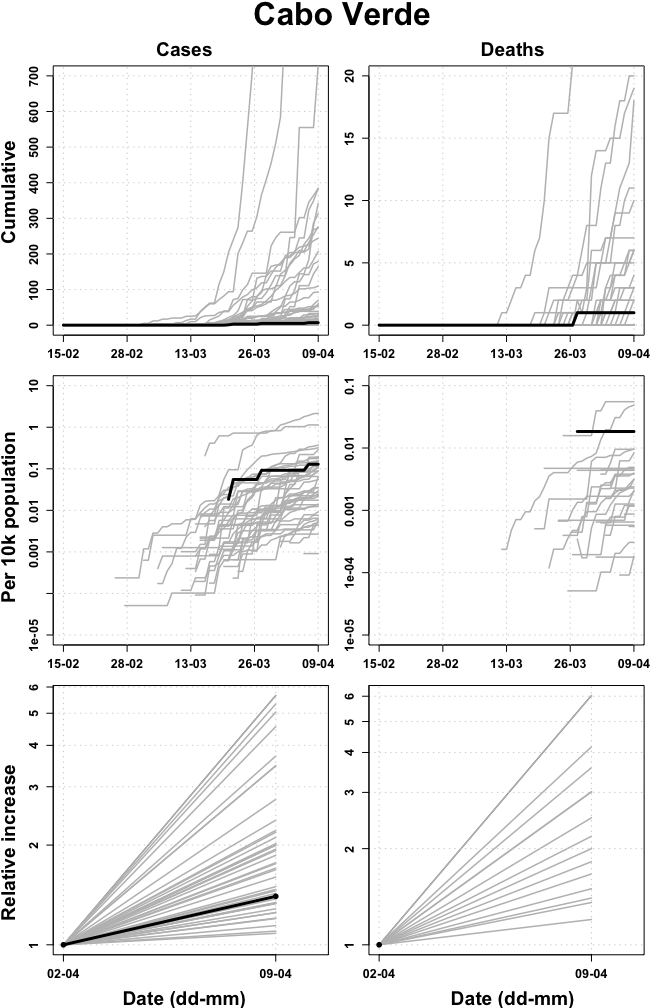 Cabo Verde
Cases
Deaths
Cumulative
700
600
500
400
300
200
100
0
15-02 28-02 13-03 26-03 09-04
20
15
10
5
0
15-02 28-02 13-03 26-03 09-04
Per 10k population
10
1
0.1
0.01
0.001
1e-05
15-02 28-02 13-03 26-03 09-04
0.1
0.01
0.001
1e-04
1e-05
15-02 28-02 13-03 26-03 09-04
Relative increase
6
5
4
3
2
1
02-04 09-04
Date (dd-mm)
6
5
4
3
2
1
02-04 09-04
Date (dd-mm)